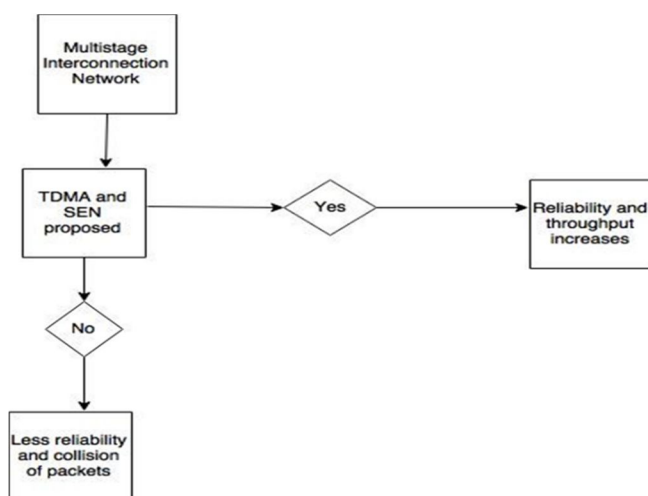 Multistage
Interconnection
Network
TDMA and
SEN
proposed
Yes
Reliability and
throughput
increases
No
Less reliability
and collision
of packets